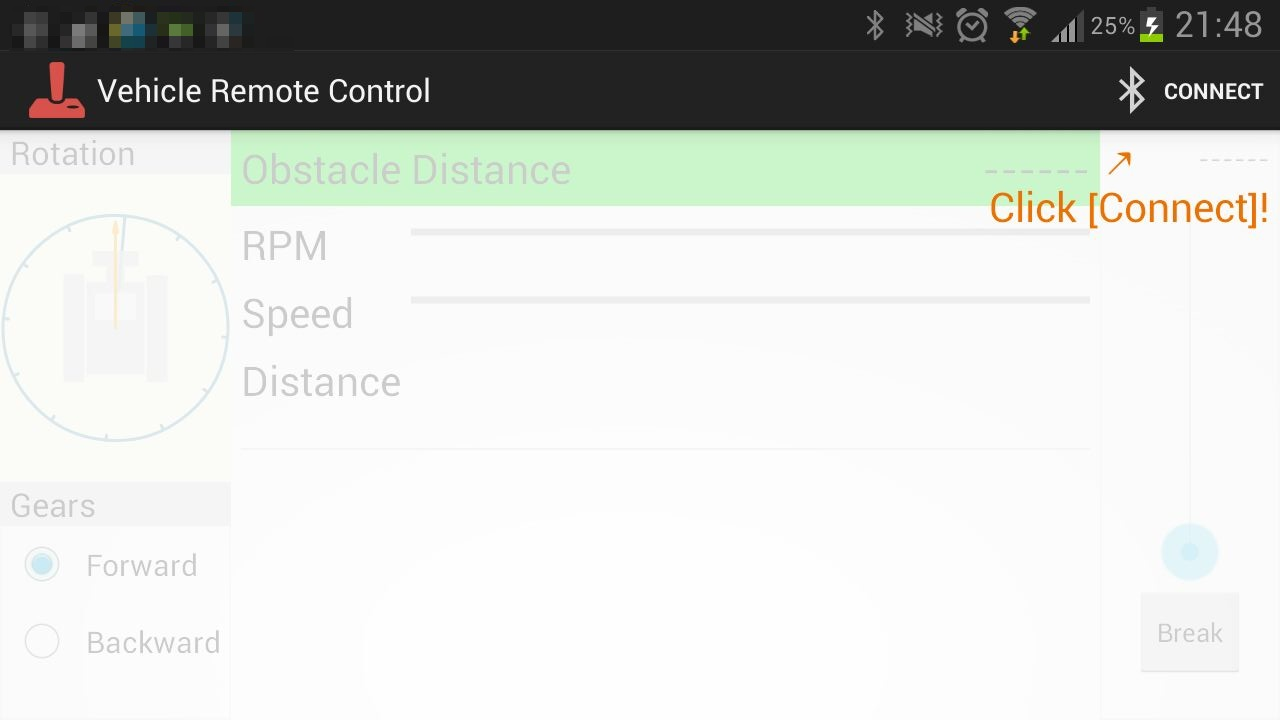 25% 21:48
Vehicle Remote Control CONNECT
Rotation
Obstacle Distance ------ ------
Click [Connect]!
RPM
Speed
Distance
Gears
Forward
Backward
Break